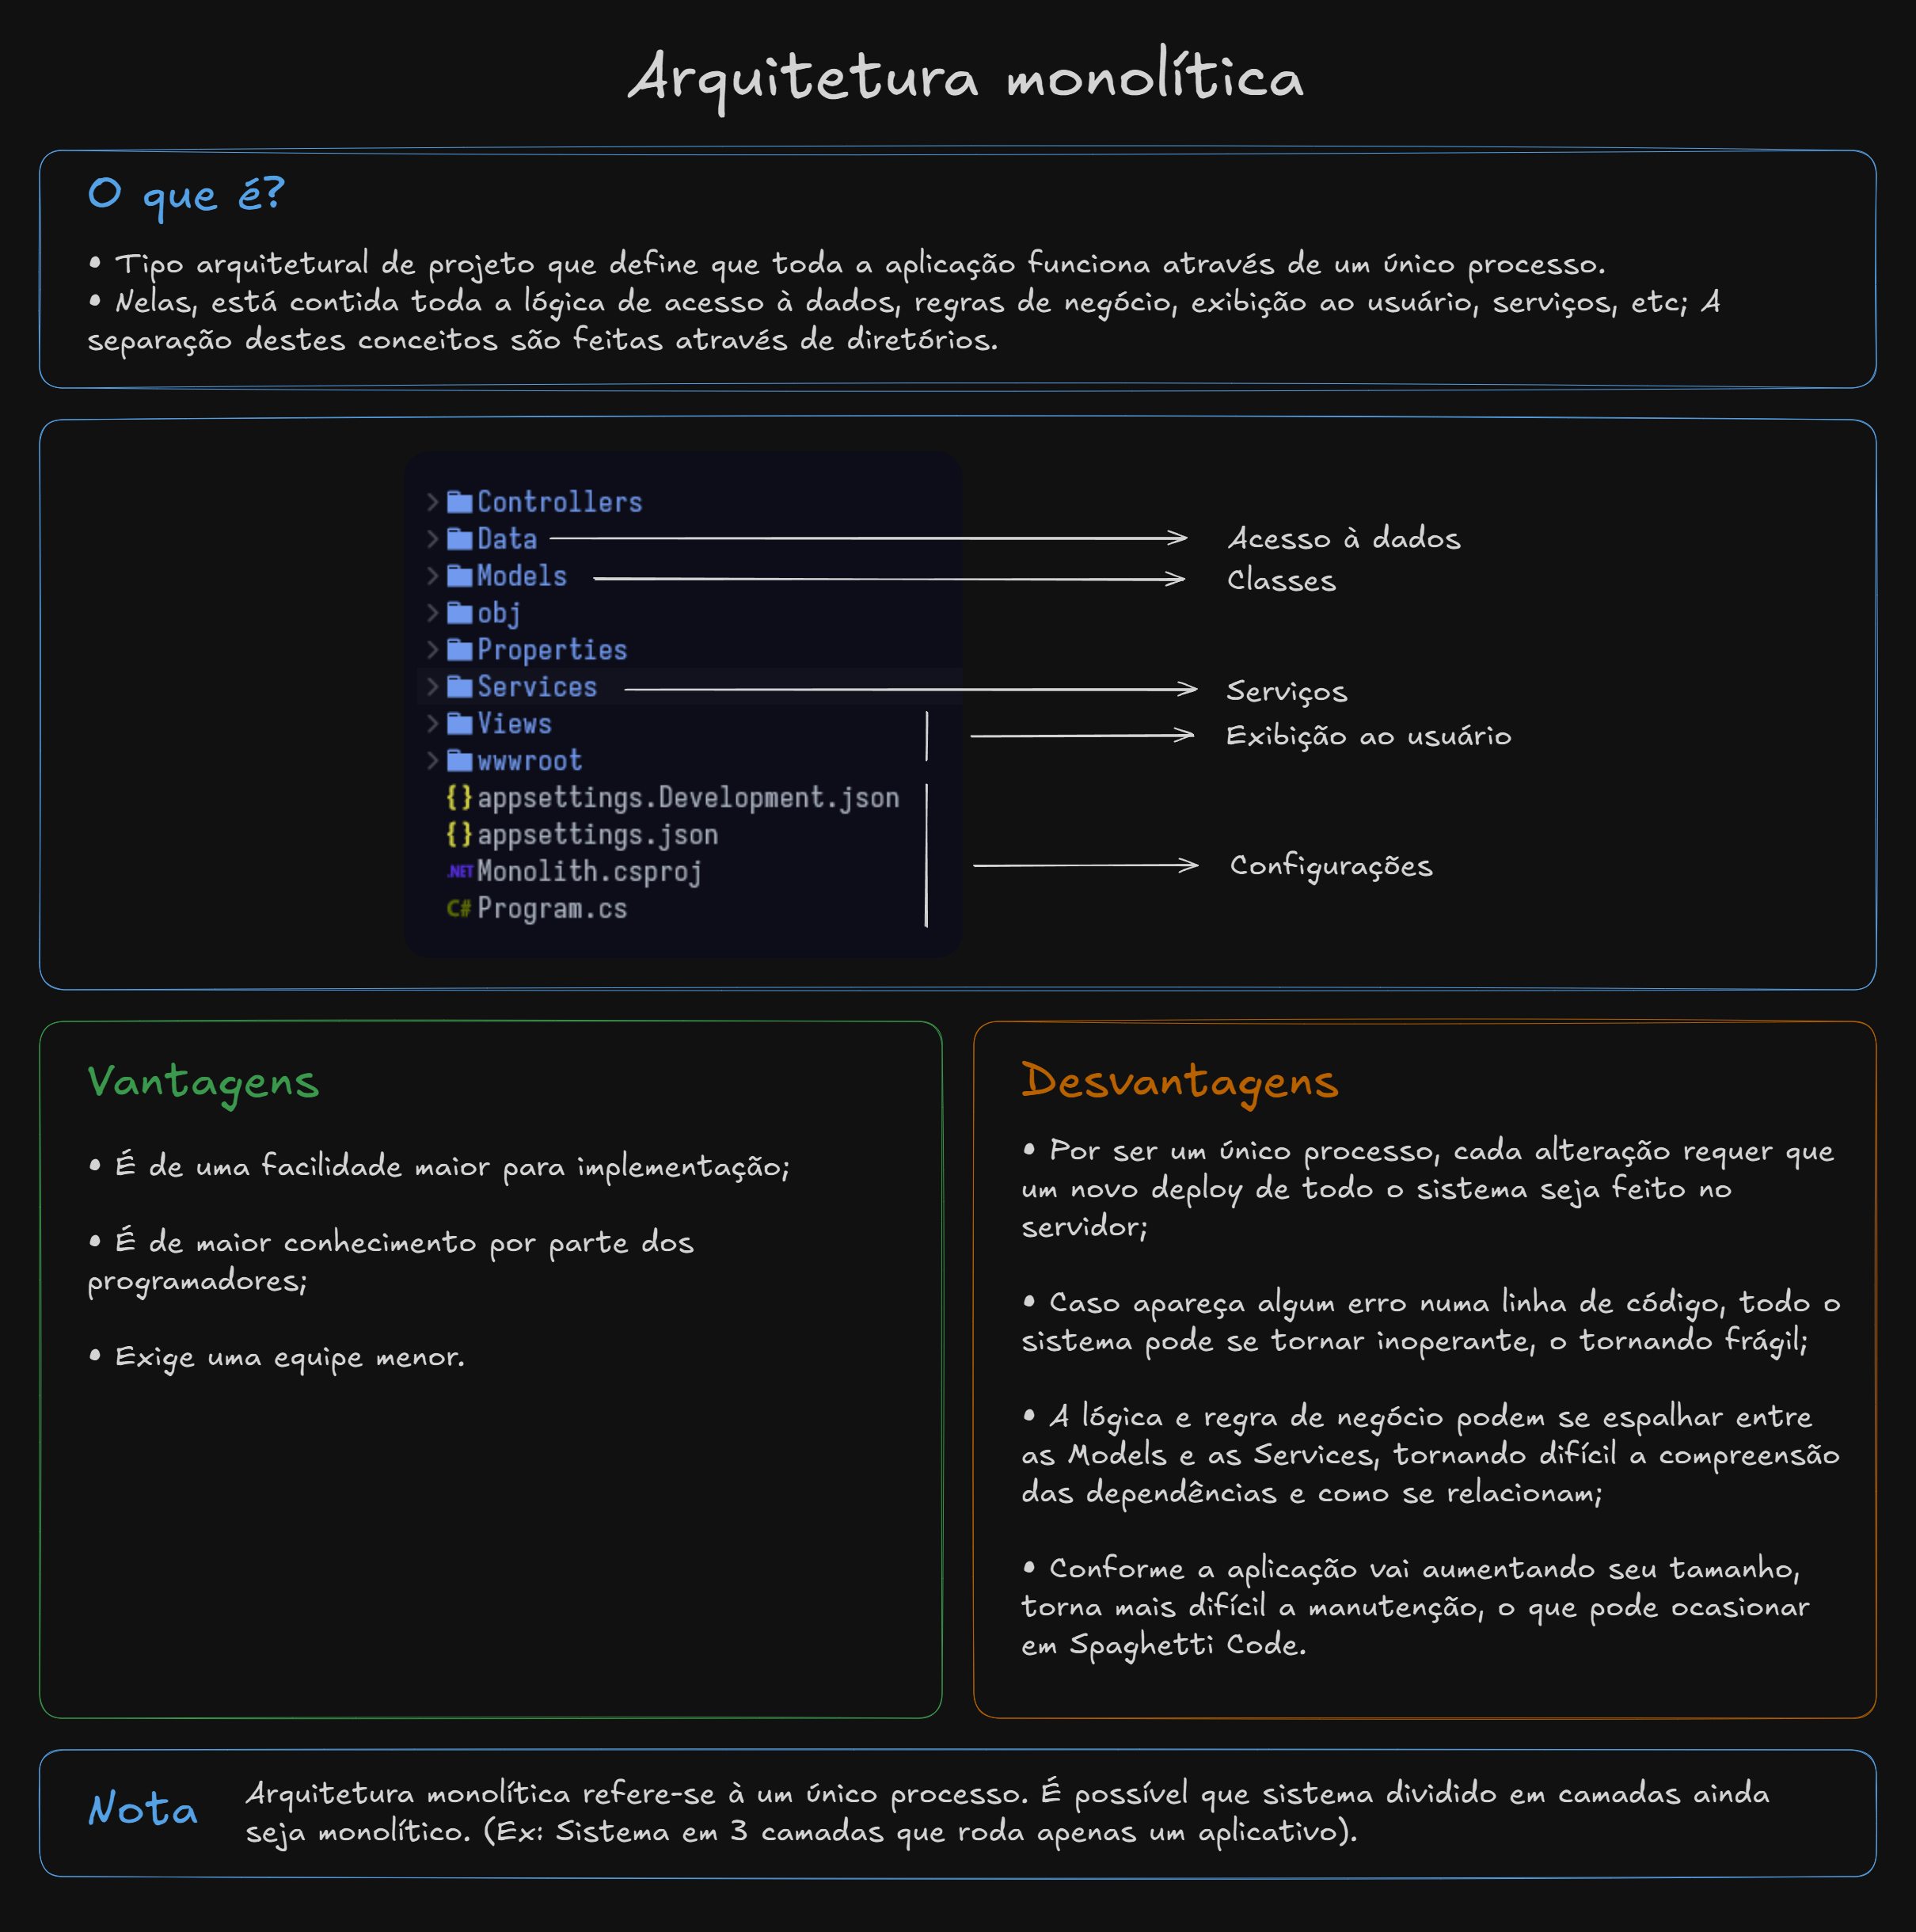 Arquitetura monolítica
O que é?
• Tipo arquitetural de projeto que define que toda a aplicação funciona através de um único processo.
• Nelas, está contida toda a lógica de acesso à dados, regras de negócio, exibição ao usuário, serviços, etc; A
separação destes conceitos são feitas através de diretórios.
Controllers
Data
Acesso à dados
Models
Classes
obj
Properties
Services
Serviços
Views
Exibição ao usuário
wwwroot
{} appsettings.Development.json
{} appsettings.json
.NET Monolith.csproj
Configurações
C# Program.cs
Vantagens
• É de uma facilidade maior para implementação;
• É de maior conhecimento por parte dos
programadores;
• Exige uma equipe menor.
Desvantagens
• Por ser um único processo, cada alteração requer que
um novo deploy de todo o sistema seja feito no
servidor;
• Caso apareça algum erro numa linha de código, todo o
sistema pode se tornar inoperante, o tornando frágil;
• A lógica e regra de negócio podem se espalhar entre
as Models e as Services, tornando difícil a compreensão
das dependências e como se relacionam;
• Conforme a aplicação vai aumentando seu tamanho,
torna mais difícil a manutenção, o que pode ocasionar
em Spaghetti Code.
Nota
Arquitetura monolítica refere-se à um único processo. É possível que sistema dividido em camadas ainda
seja monolítico. (Ex: Sistema em 3 camadas que roda apenas um aplicativo).